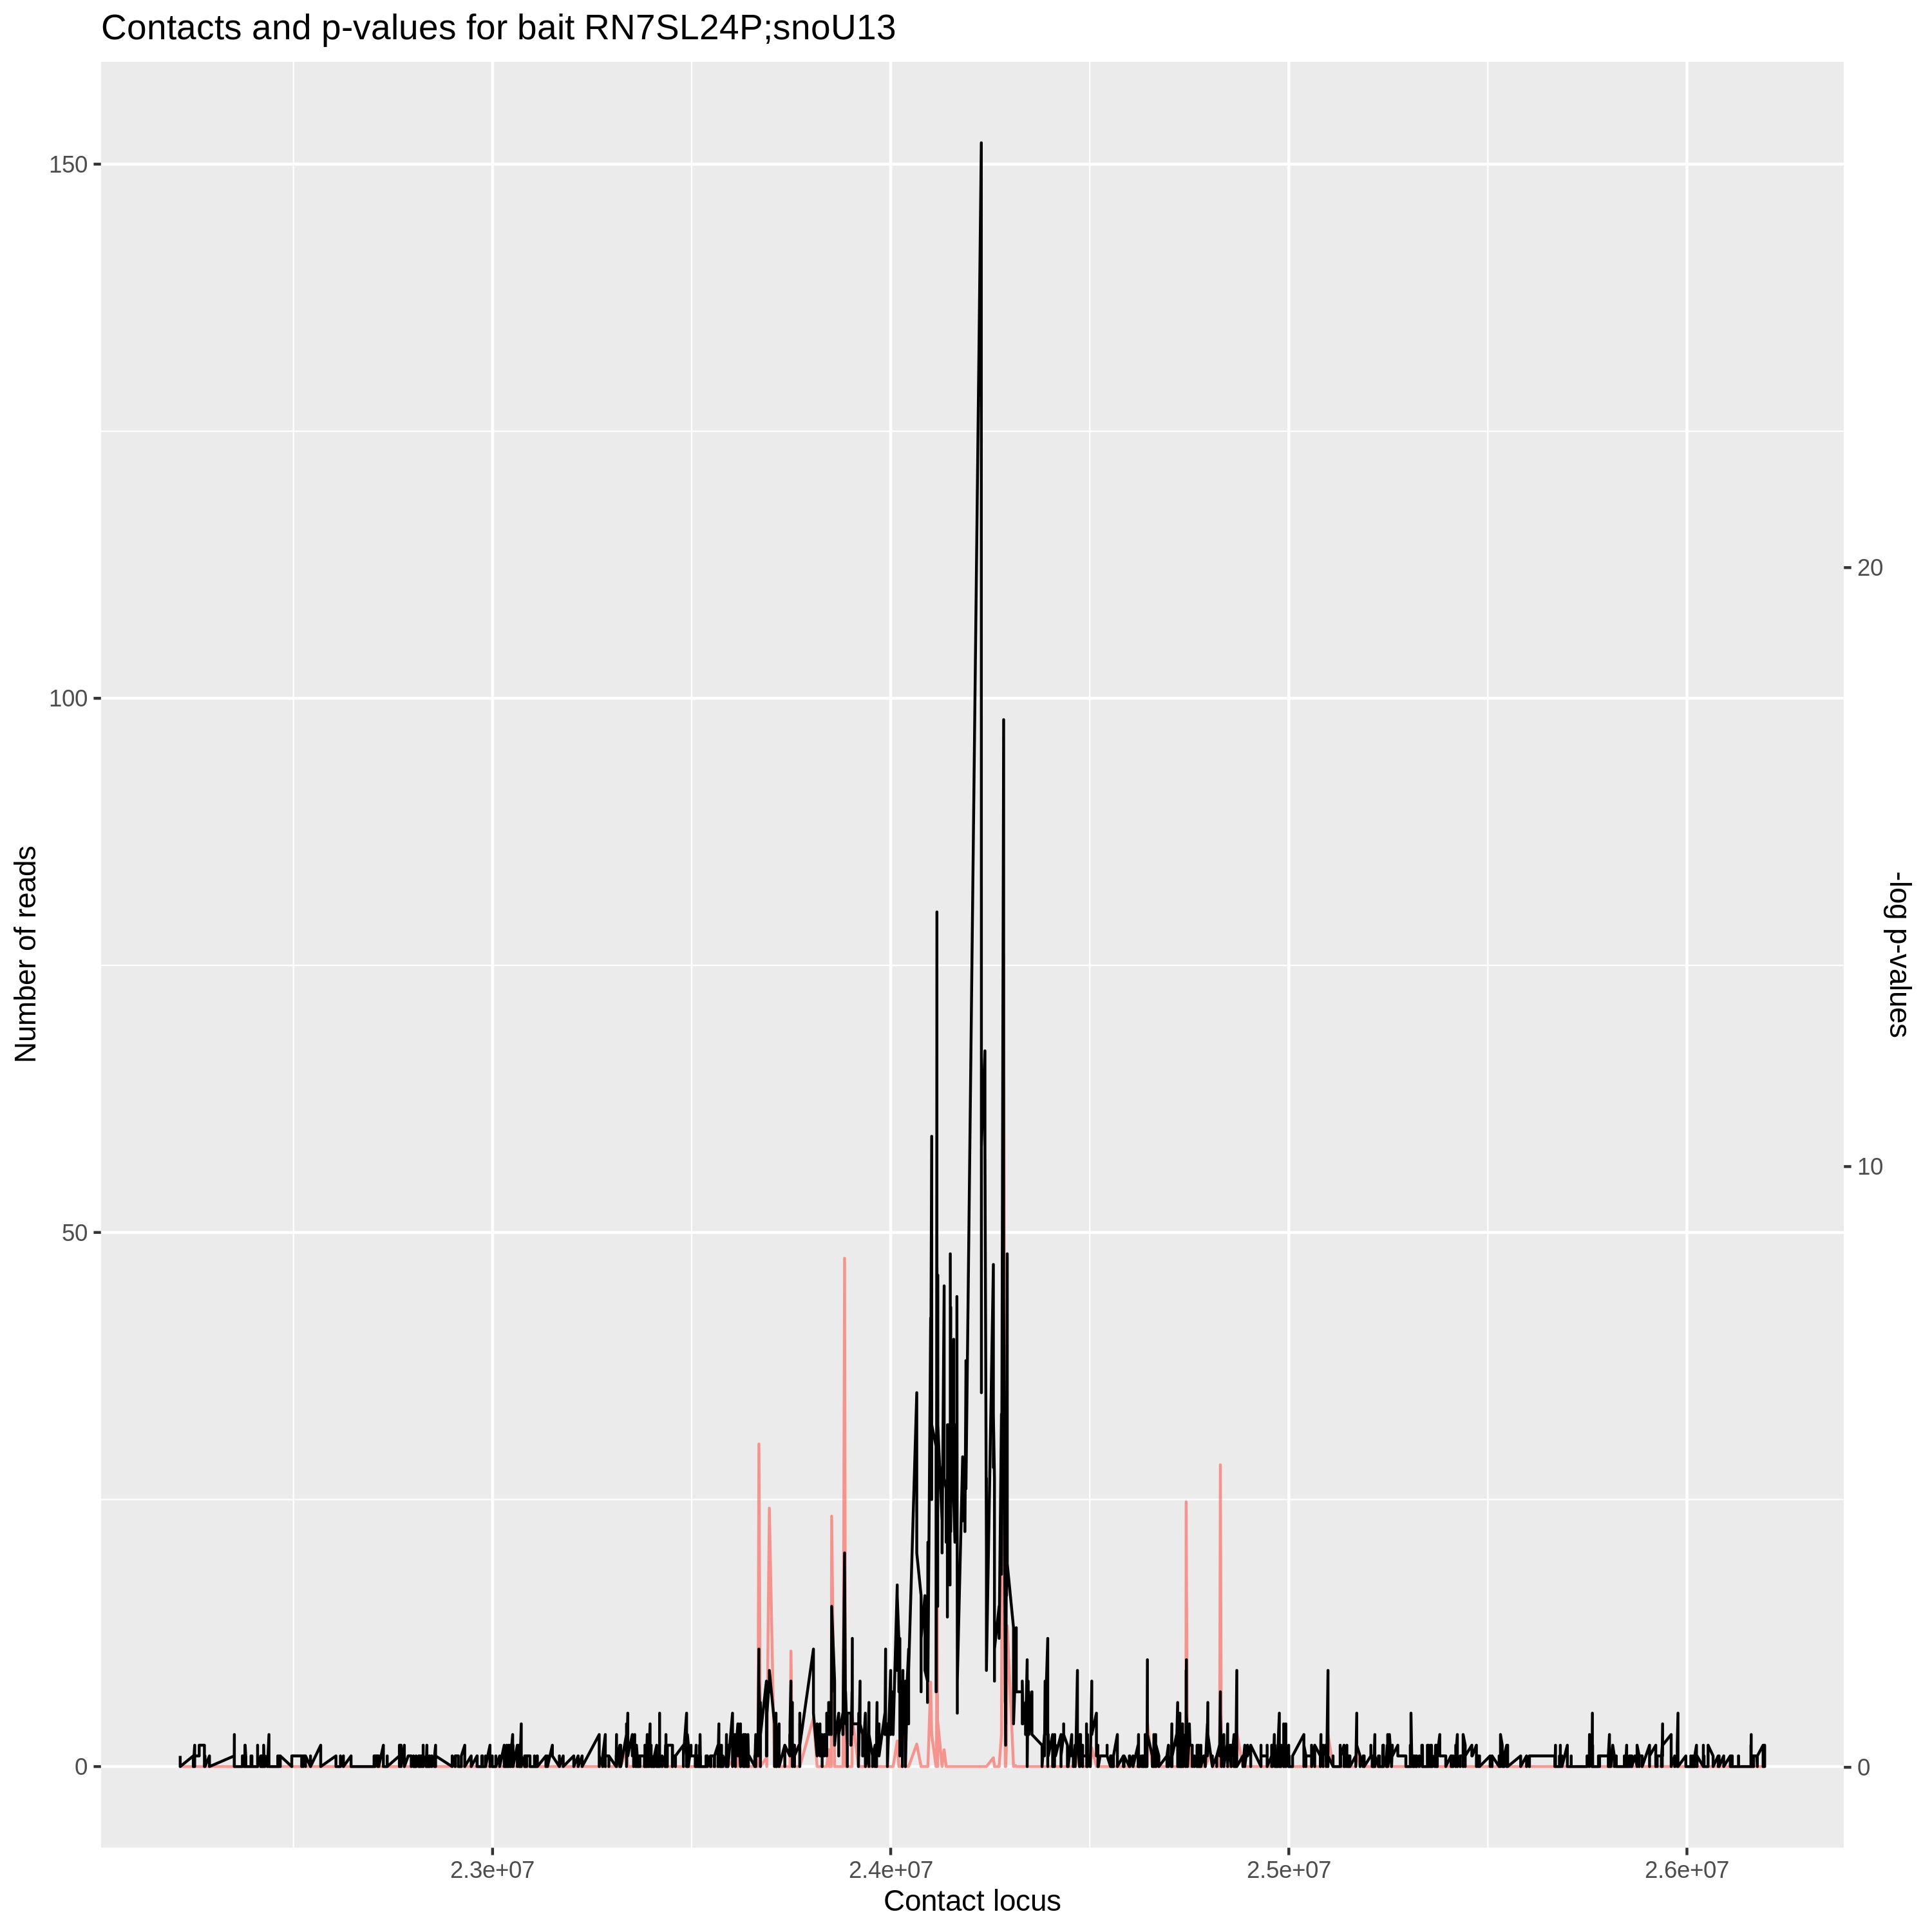 Contacts and p-values for bait RN7SL24P;snoU13
150
100
50
0
Number of reads
20
10
0
-log p-values
2.3e+07
2.4e+07
2.5e+07
2.6e+07
Contact locus